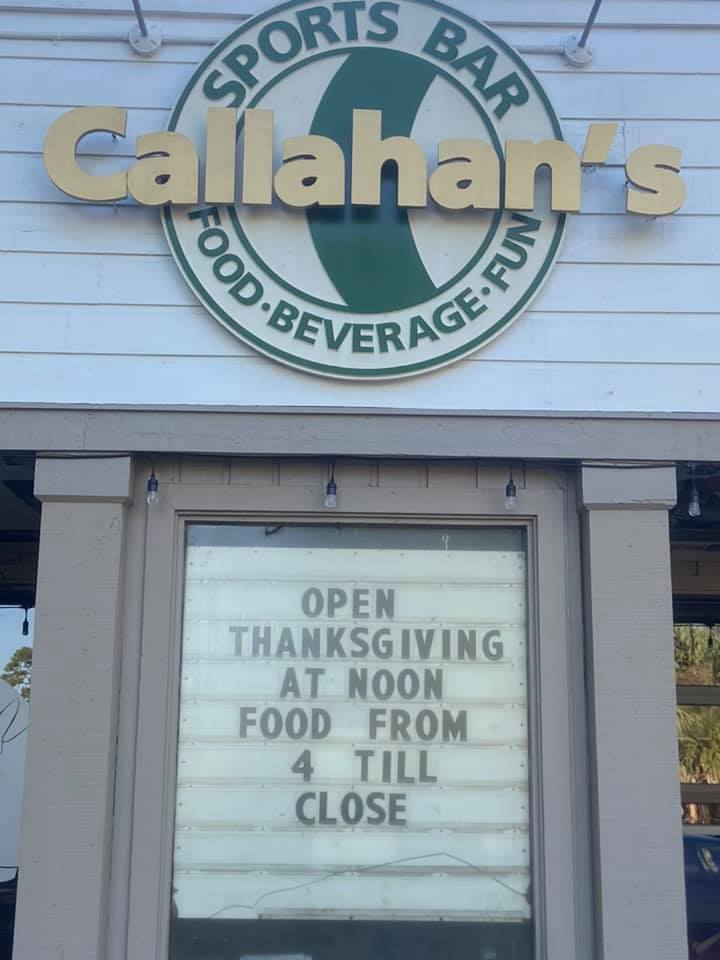 SPORTS BAR
Callahan's
FOOD·BEVERAGE·FUN
OPEN
THANKSGIVING
AT NOON
FOOD FROM
4 TILL
CLOSE